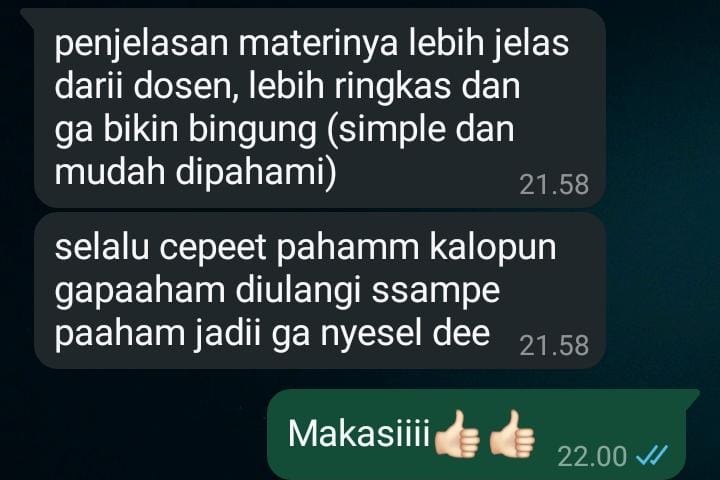 penjelasan materinya lebih jelas
darii dosen, lebih ringkas dan
ga bikin bingung (simple dan
mudah dipahami)
21.58
selalu cepeet pahamm kalopun
gapaaham diulangi ssampe
paaham jadii ga nyesel dee
21.58
Makasiiii👍🏻👍🏻
22.00